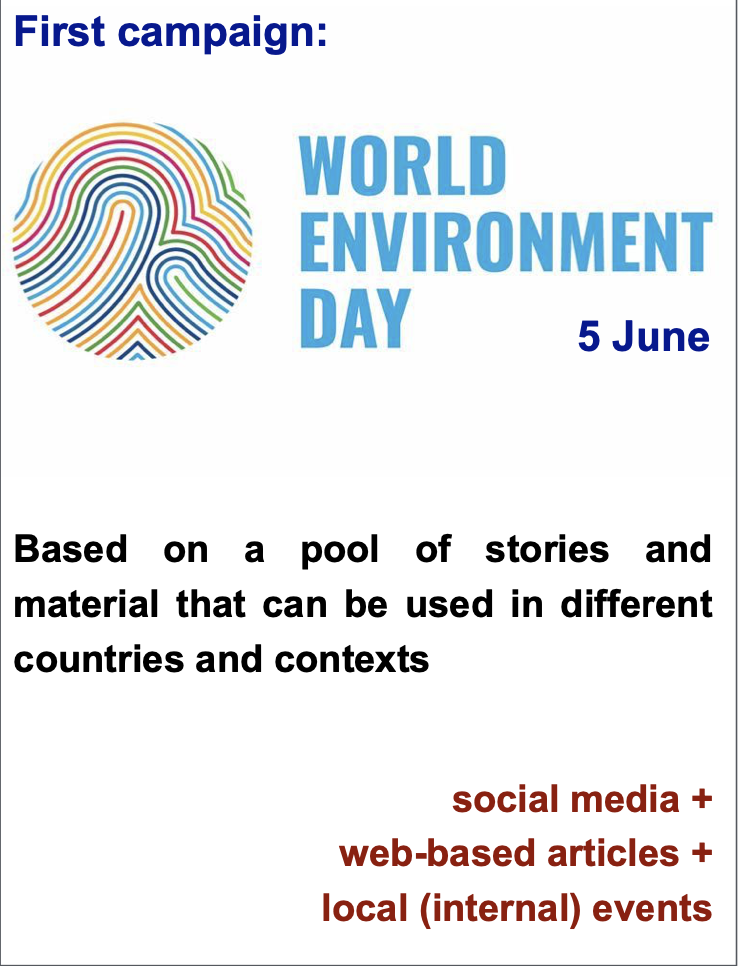 First campaign:
WORLD
ENVIRONMENT
DAY
5 June
Based on a pool of stories and
material that can be used in different
countries and contexts
social media +
web-based articles +
local (internal) events